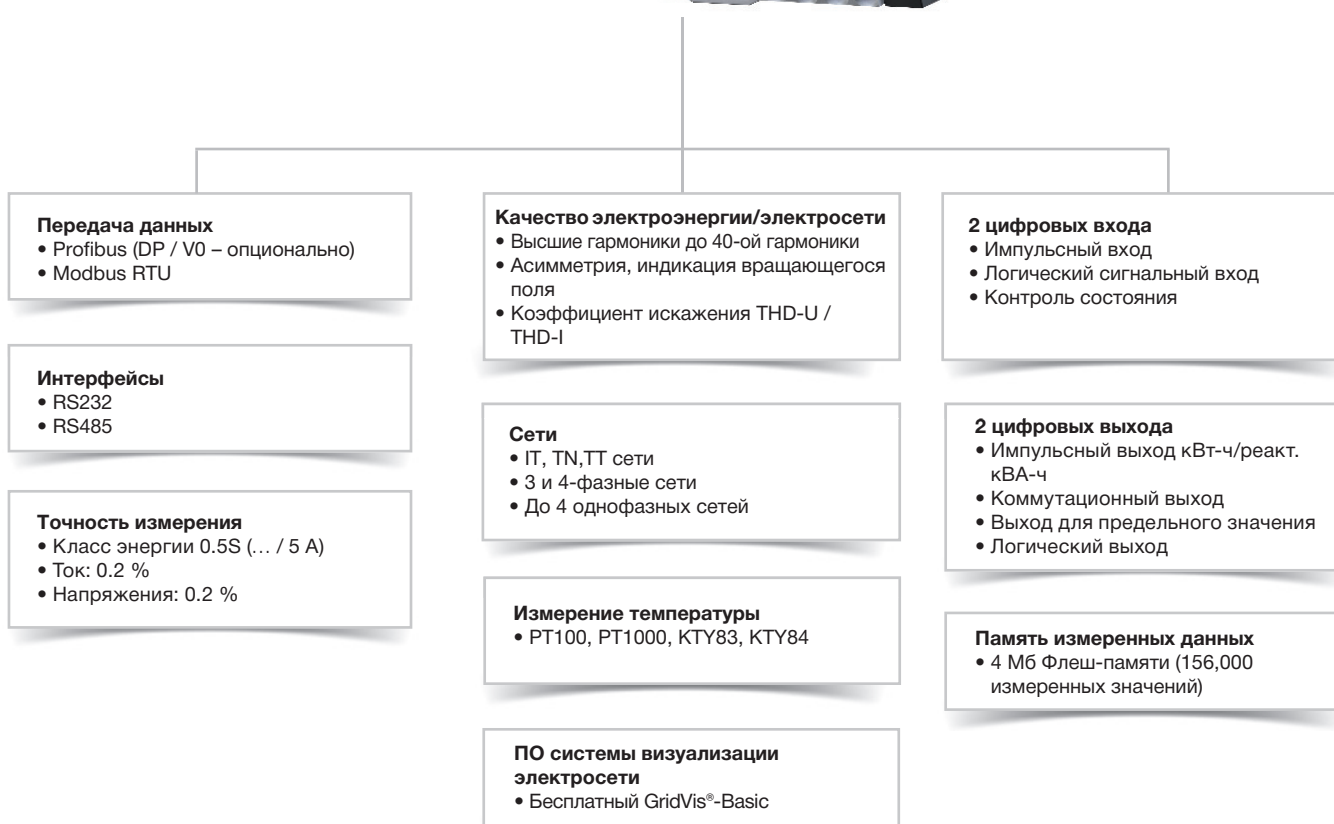 Передача данных
• Profibus (DP / V0 – опционально)
• Modbus RTU
Интерфейсы
• RS232
• RS485
Точность измерения
• Класс энергии 0.5S (… / 5 A)
• Ток: 0.2 %
• Напряжения: 0.2 %
Качество электроэнергии/электросети
• Высшие гармоники до 40-ой гармоники
• Асимметрия, индикация вращающегося
поля
• Коэффициент искажения THD-U /
THD-I
Сети
• IT, TN,TT сети
• 3 и 4-фазные сети
• До 4 однофазных сетей
Измерение температуры
• PT100, PT1000, KTY83, KTY84
ПО системы визуализации
электросети
• Бесплатный GridVis®-Basic
2 цифровых входа
• Импульсный вход
• Логический сигнальный вход
• Контроль состояния
2 цифровых выхода
• Импульсный выход кВт-ч/реакт.
кВА-ч
• Коммутационный выход
• Выход для предельного значения
• Логический выход
Память измеренных данных
• 4 Мб Флеш-памяти (156,000
измеренных значений)